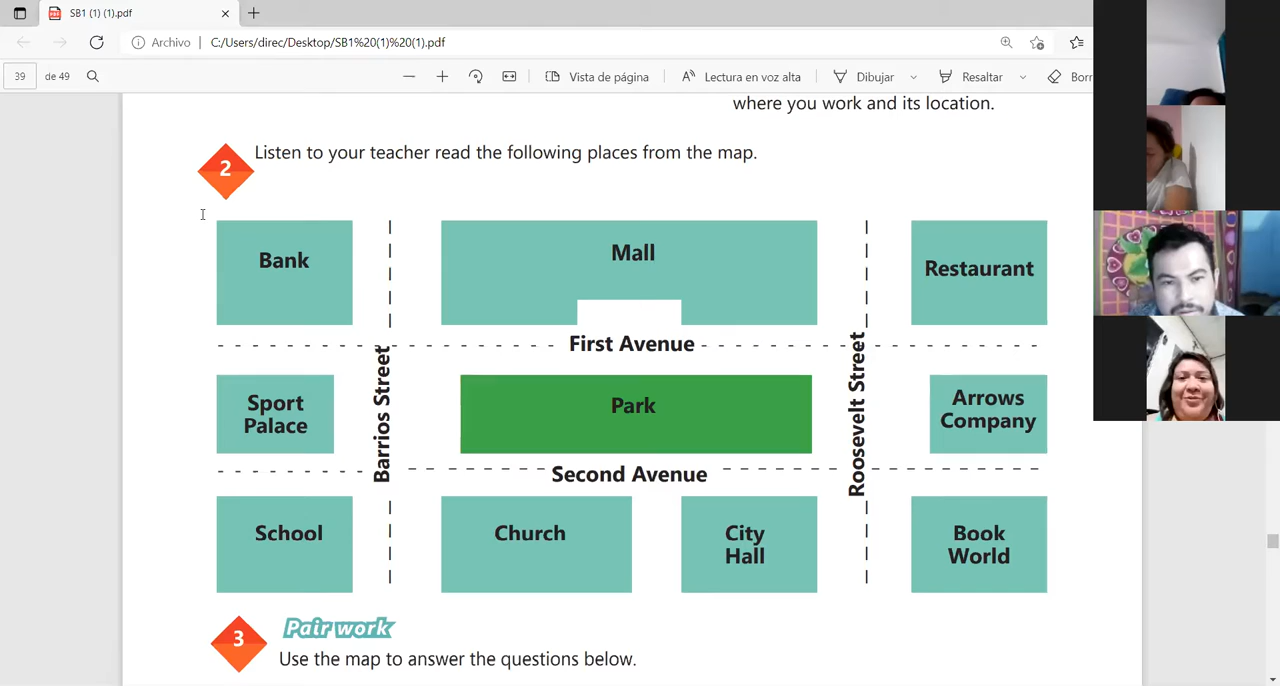 SB1 (1) (1).pdf
Archivo C:/Users/direc/Desktop/SB1%20(1)%20(1).pdf
39 de 49 Vista de página Lectura en voz alta Dibujar Resaltar Borr
where you work and its location.
2 Listen to your teacher read the following places from the map.
Bank Mall Restaurant
First Avenue
Barrios Street
Roosevelt Street
Sport
Palace
Park
Arrows
Company
Second Avenue
School Church
City
Hall
Book
World
3 Pair work
Use the map to answer the questions below.